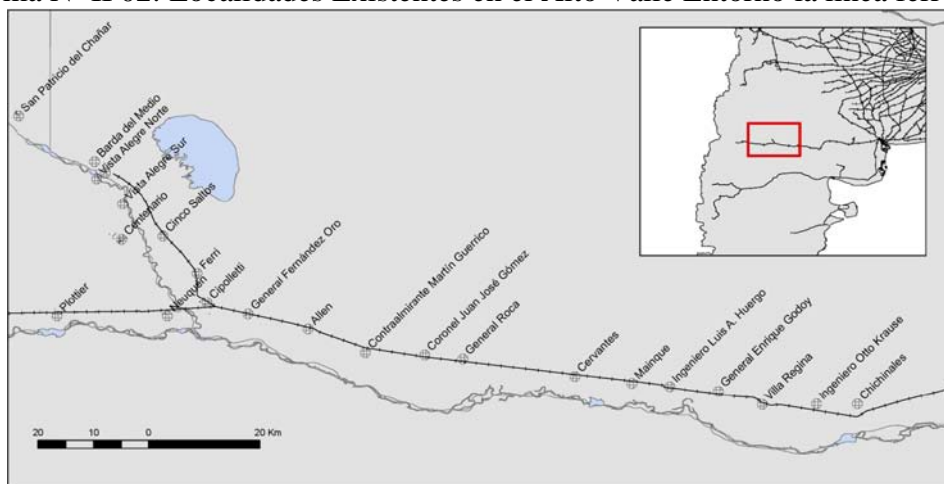 San Patricio del Chañar
Barda del Medio
Vista Alegre Norte
Vista Alegre Sur
Centenario
Cinco Saltos
Ferri
Cipolletti
Plottier
Neuquén
General Fernández Oro
Allen
Contraalmirante Martín Guerrico
Coronel Juan José Gómez
General Roca
Cervantes
Mainque
Ingeniero Luis A. Huergo
General Enrique Godoy
Villa Regina
Ingeniero Otto Krause
Chichinales
20 10 0 20 Km